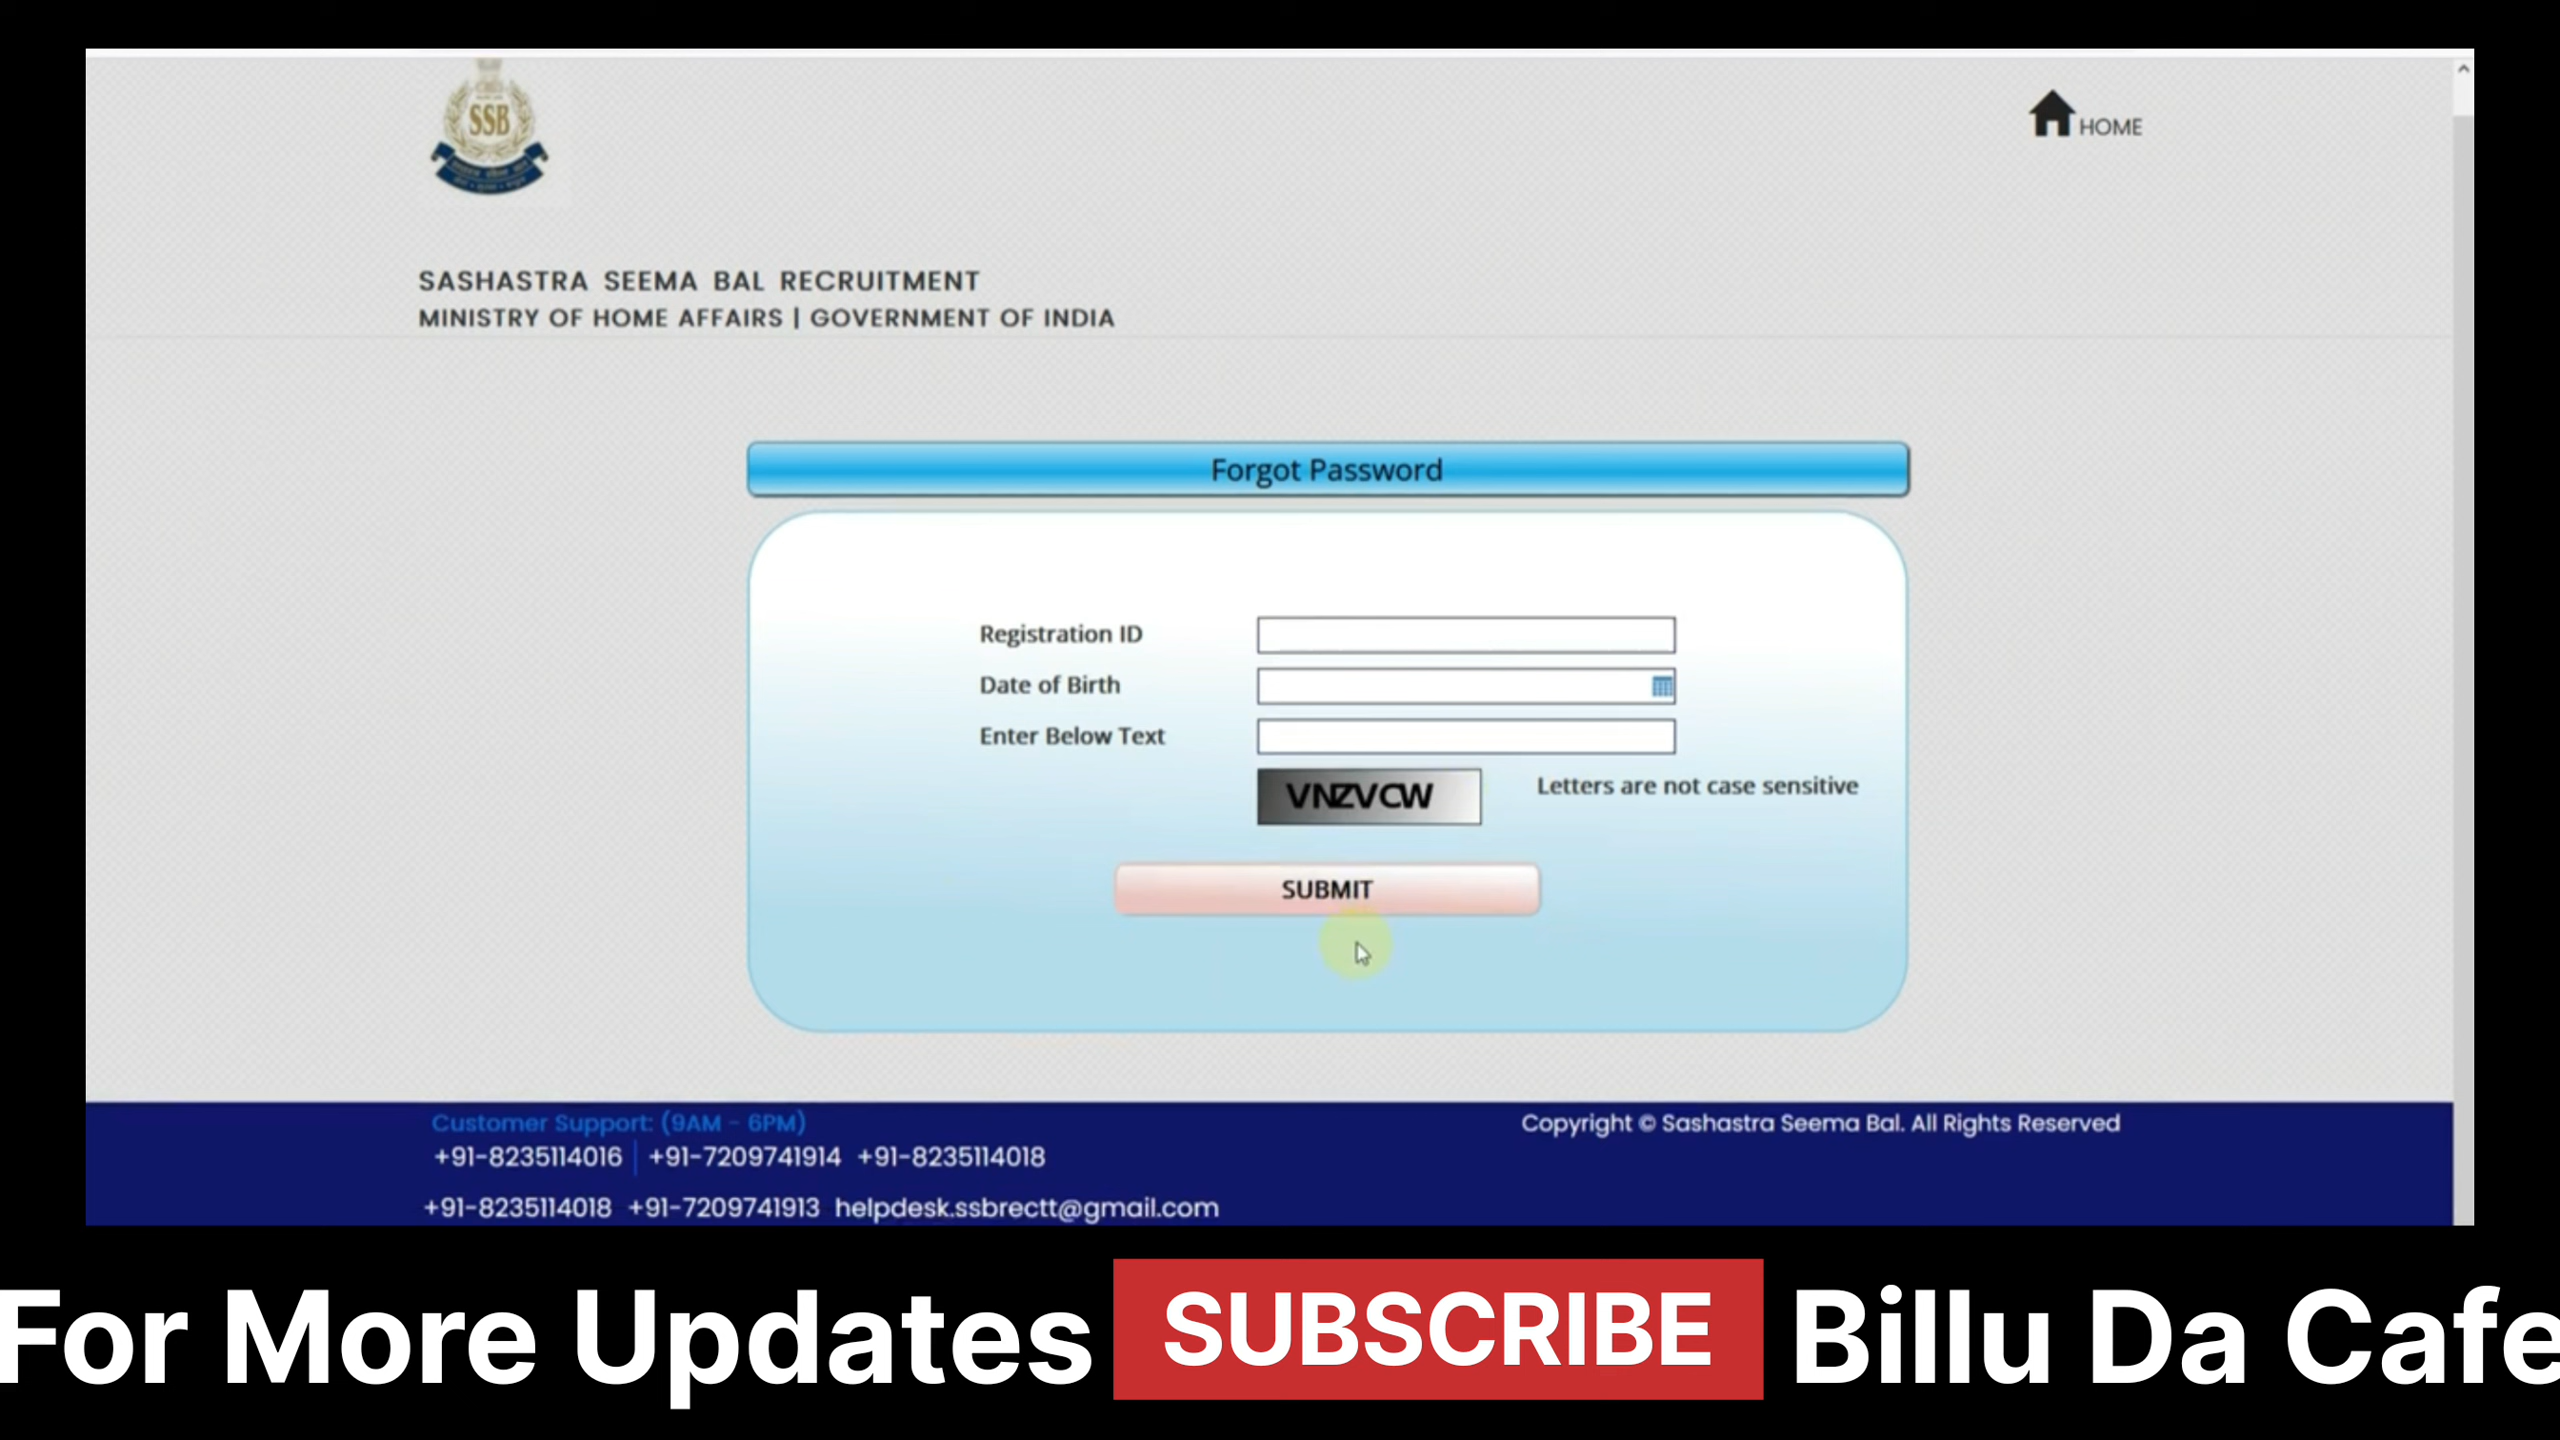 SSB
HOME
SASHASTRA SEEMA BAL RECRUITMENT
MINISTRY OF HOME AFFAIRS | GOVERNMENT OF INDIA
Forgot Password
Registration ID
Date of Birth
Enter Below Text
VNZVCW
Letters are not case sensitive
SUBMIT
Customer Support: (9AM - 6PM)
Copyright © Sashastra Seema Bal. All Rights Reserved
+91-8235114016 | +91-7209741914 +91-8235114018
+91-8235114018 +91-7209741913 helpdesk.ssbrectt@gmail.com
For More Updates SUBSCRIBE Billu Da Cafe